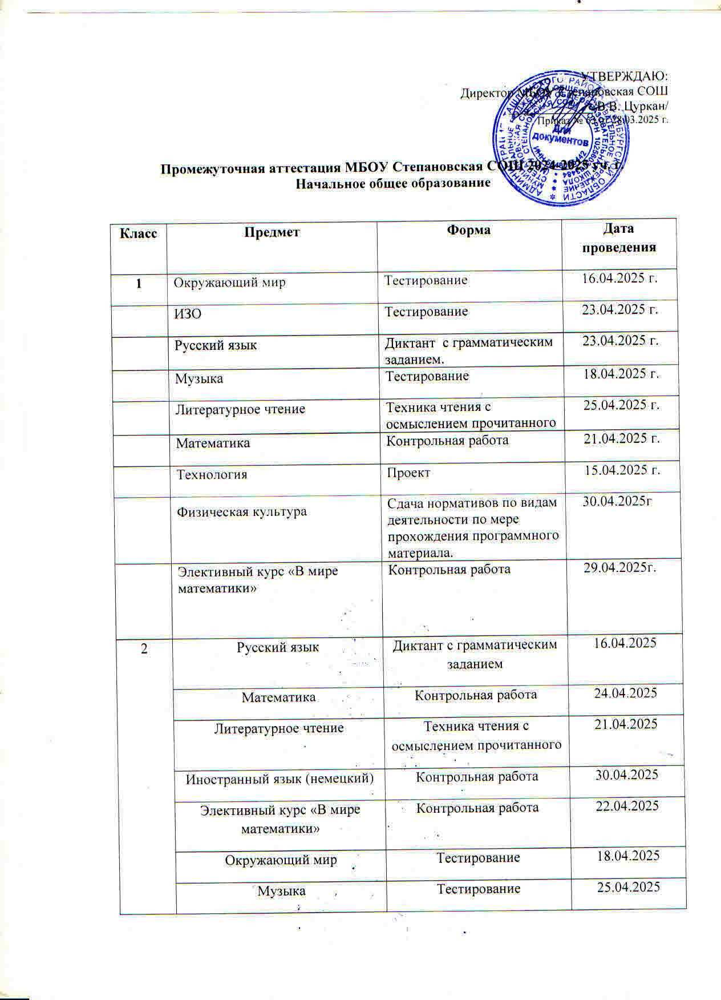 УТВЕРЖДАЮ:
Директор МБОУ Степановская СОШ
В.В. Цуркан/
Приказ № 63 от 28.03.2025 г.
Для
документов
Промежуточная аттестация МБОУ Степановская СОШ 2024-2025 уч. г.
Начальное общее образование
Класс Предмет Форма Дата
проведения
1 Окружающий мир Тестирование 16.04.2025 г.
ИЗО Тестирование 23.04.2025 г.
Русский язык Диктант с грамматическим 23.04.2025 г.
заданием.
Музыка Тестирование 18.04.2025 г.
Литературное чтение Техника чтения с 25.04.2025 г.
осмыслением прочитанного
Математика Контрольная работа 21.04.2025 г.
Технология Проект 15.04.2025 г.
Физическая культура Сдача нормативов по видам 30.04.2025г
деятельности по мере
прохождения программного
материала.
Элективный курс «В мире Контрольная работа 29.04.2025г.
математики»
2 Русский язык Диктант с грамматическим 16.04.2025
заданием
Математика Контрольная работа 24.04.2025
Литературное чтение Техника чтения с 21.04.2025
осмыслением прочитанного
Иностранный язык (немецкий) Контрольная работа 30.04.2025
Элективный курс «В мире Контрольная работа 22.04.2025
математики»
Окружающий мир Тестирование 18.04.2025
Музыка Тестирование 25.04.2025